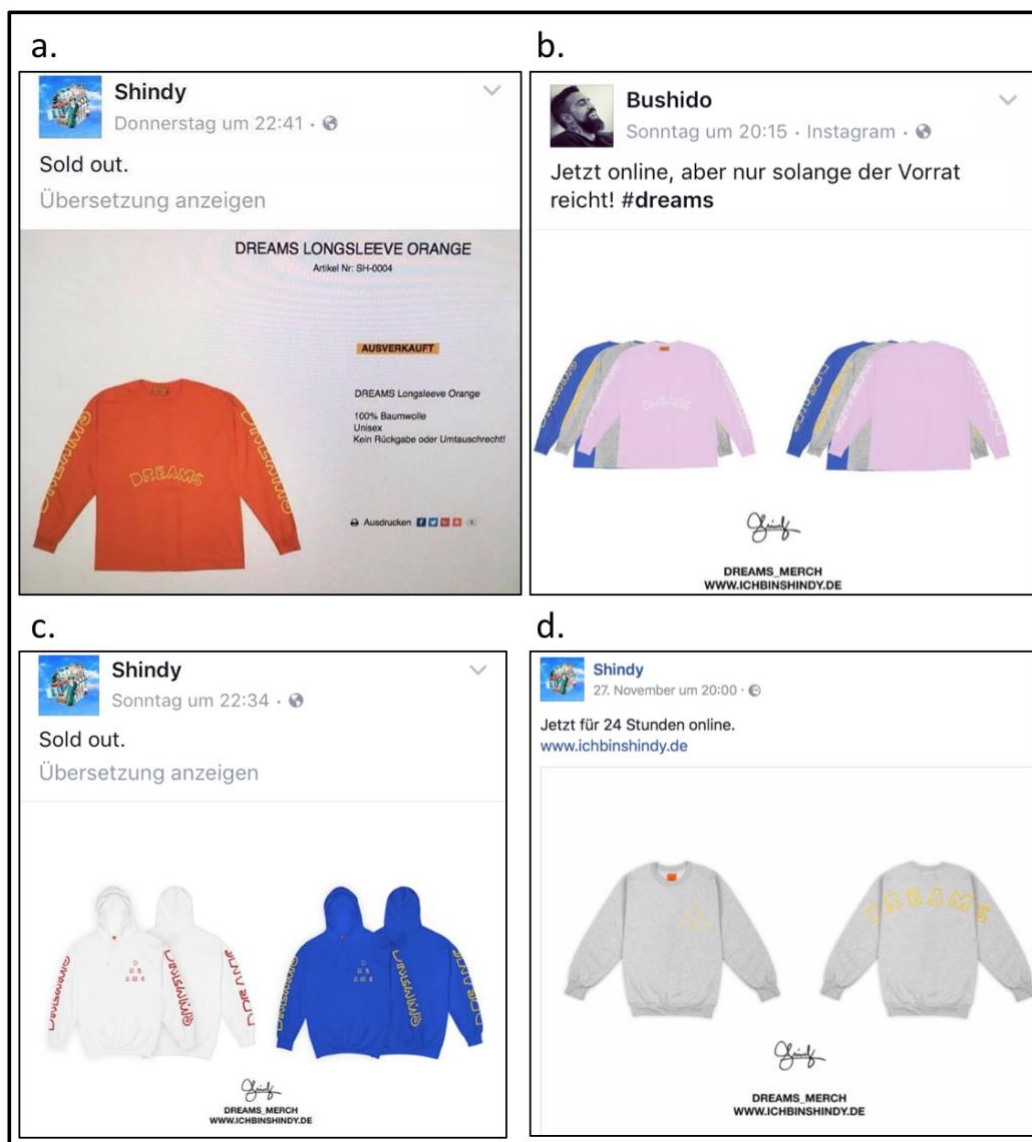 a.
Shindy
Donnerstag um 22:41 ·
Sold out.
Übersetzung anzeigen
DREAMS LONGSLEEVE ORANGE
Artikel Nr: SH-0004
AUSVERKAUFT
DREAMS Longsleeve Orange
100% Baumwolle
Unisex
Kein Rückgabe oder Umtauschrecht!
Ausdrucken
DREAMS
DREAMS
DREAMS
b.
Bushido
Sonntag um 20:15 · Instagram ·
Jetzt online, aber nur solange der Vorrat
reicht! #dreams
DREAMS
DREAMS_MERCH
WWW.ICHBINSHINDY.DE
c.
Shindy
Sonntag um 22:34 ·
Sold out.
Übersetzung anzeigen
DREAMS_MERCH
WWW.ICHBINSHINDY.DE
d.
Shindy
27. November um 20:00 ·
Jetzt für 24 Stunden online.
www.ichbinshindy.de
DREAMS
DREAMS_MERCH
WWW.ICHBINSHINDY.DE